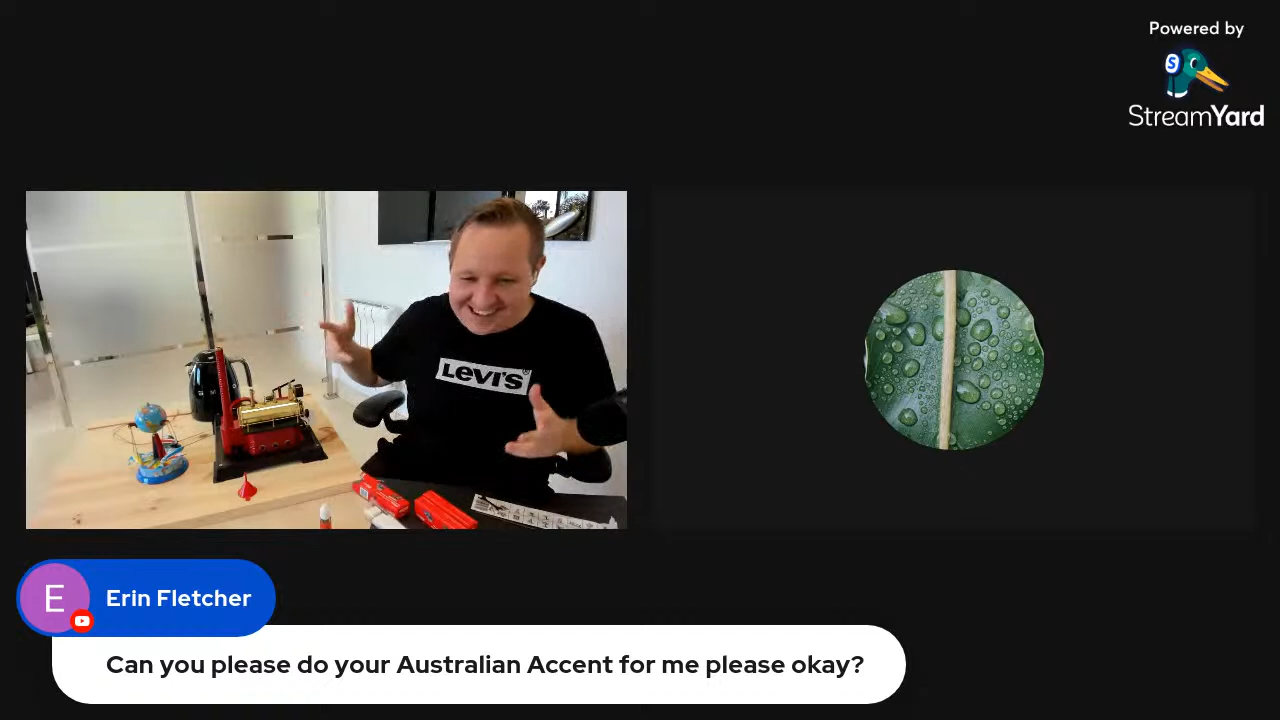 Powered by
S
StreamYard
LEVI'S®
E
Erin Fletcher
Can you please do your Australian Accent for me please okay?